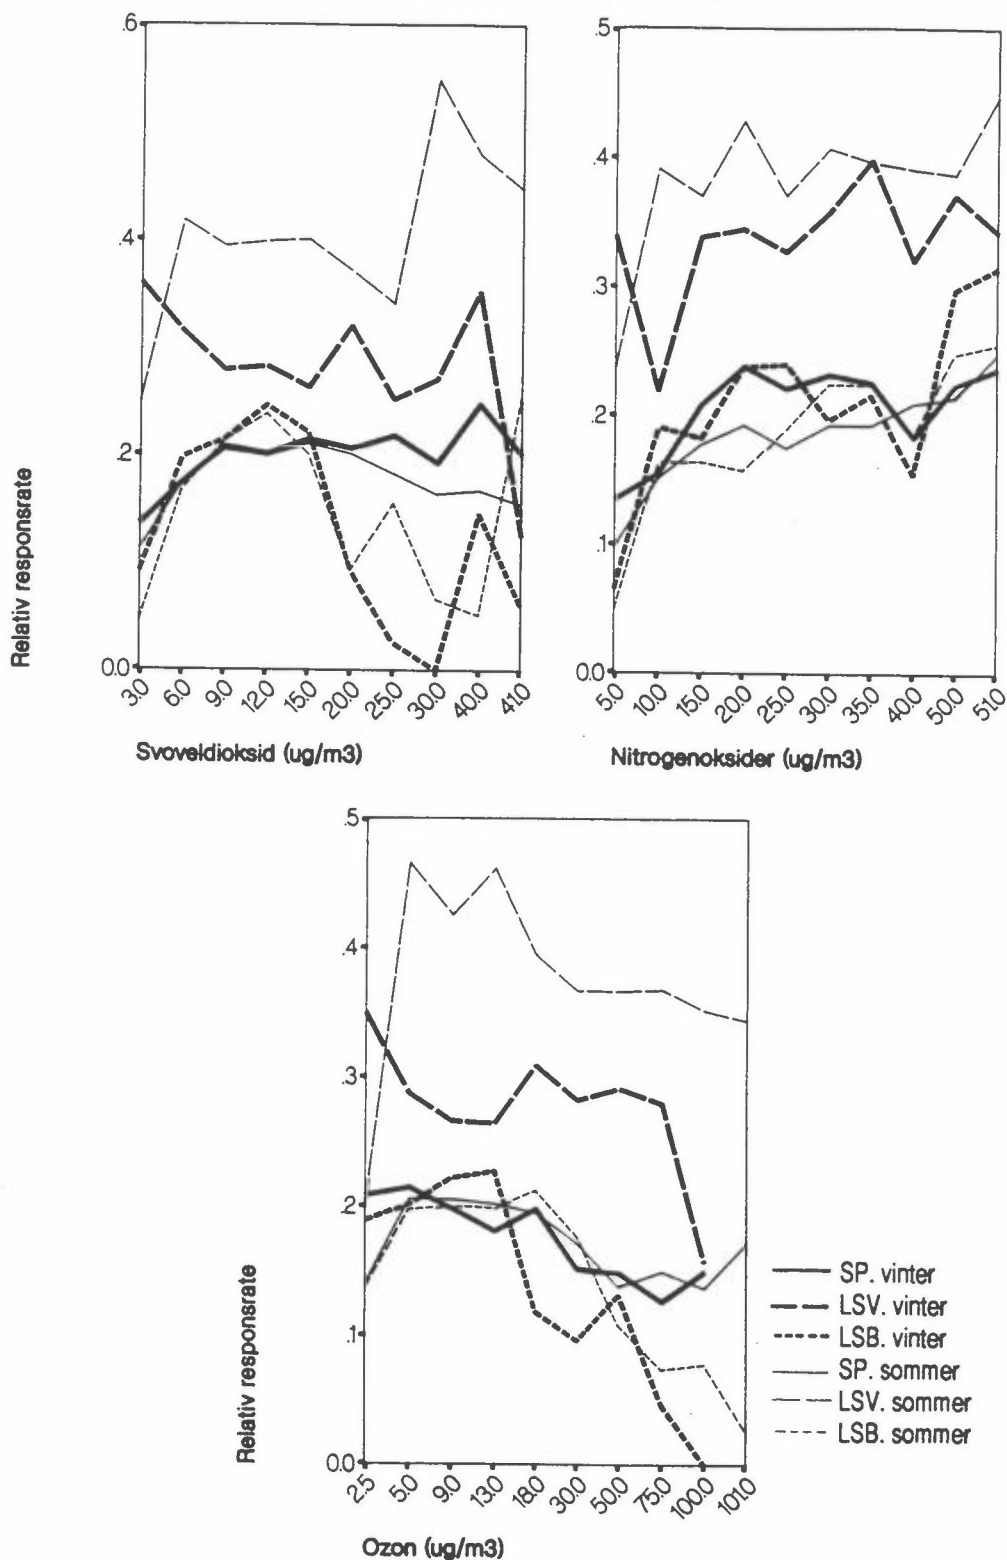 .6
.4
.2
0.0
Relativ responsrate
3.0 6.0 9.0 12.0 15.0 20.0 25.0 30.0 40.0 41.0
Svoveldioksid (ug/m3)
.5
.4
.3
.2
.1
0.0
5.0 10.0 15.0 20.0 25.0 30.0 35.0 40.0 50.0 51.0
Nitrogenoksider (ug/m3)
.5
.4
.3
.2
.1
0.0
Relativ responsrate
2.5 5.0 9.0 13.0 18.0 30.0 50.0 75.0 100.0 101.0
Ozon (ug/m3)
SP. vinter
LSV. vinter
LSB. vinter
SP. sommer
LSV. sommer
LSB. sommer